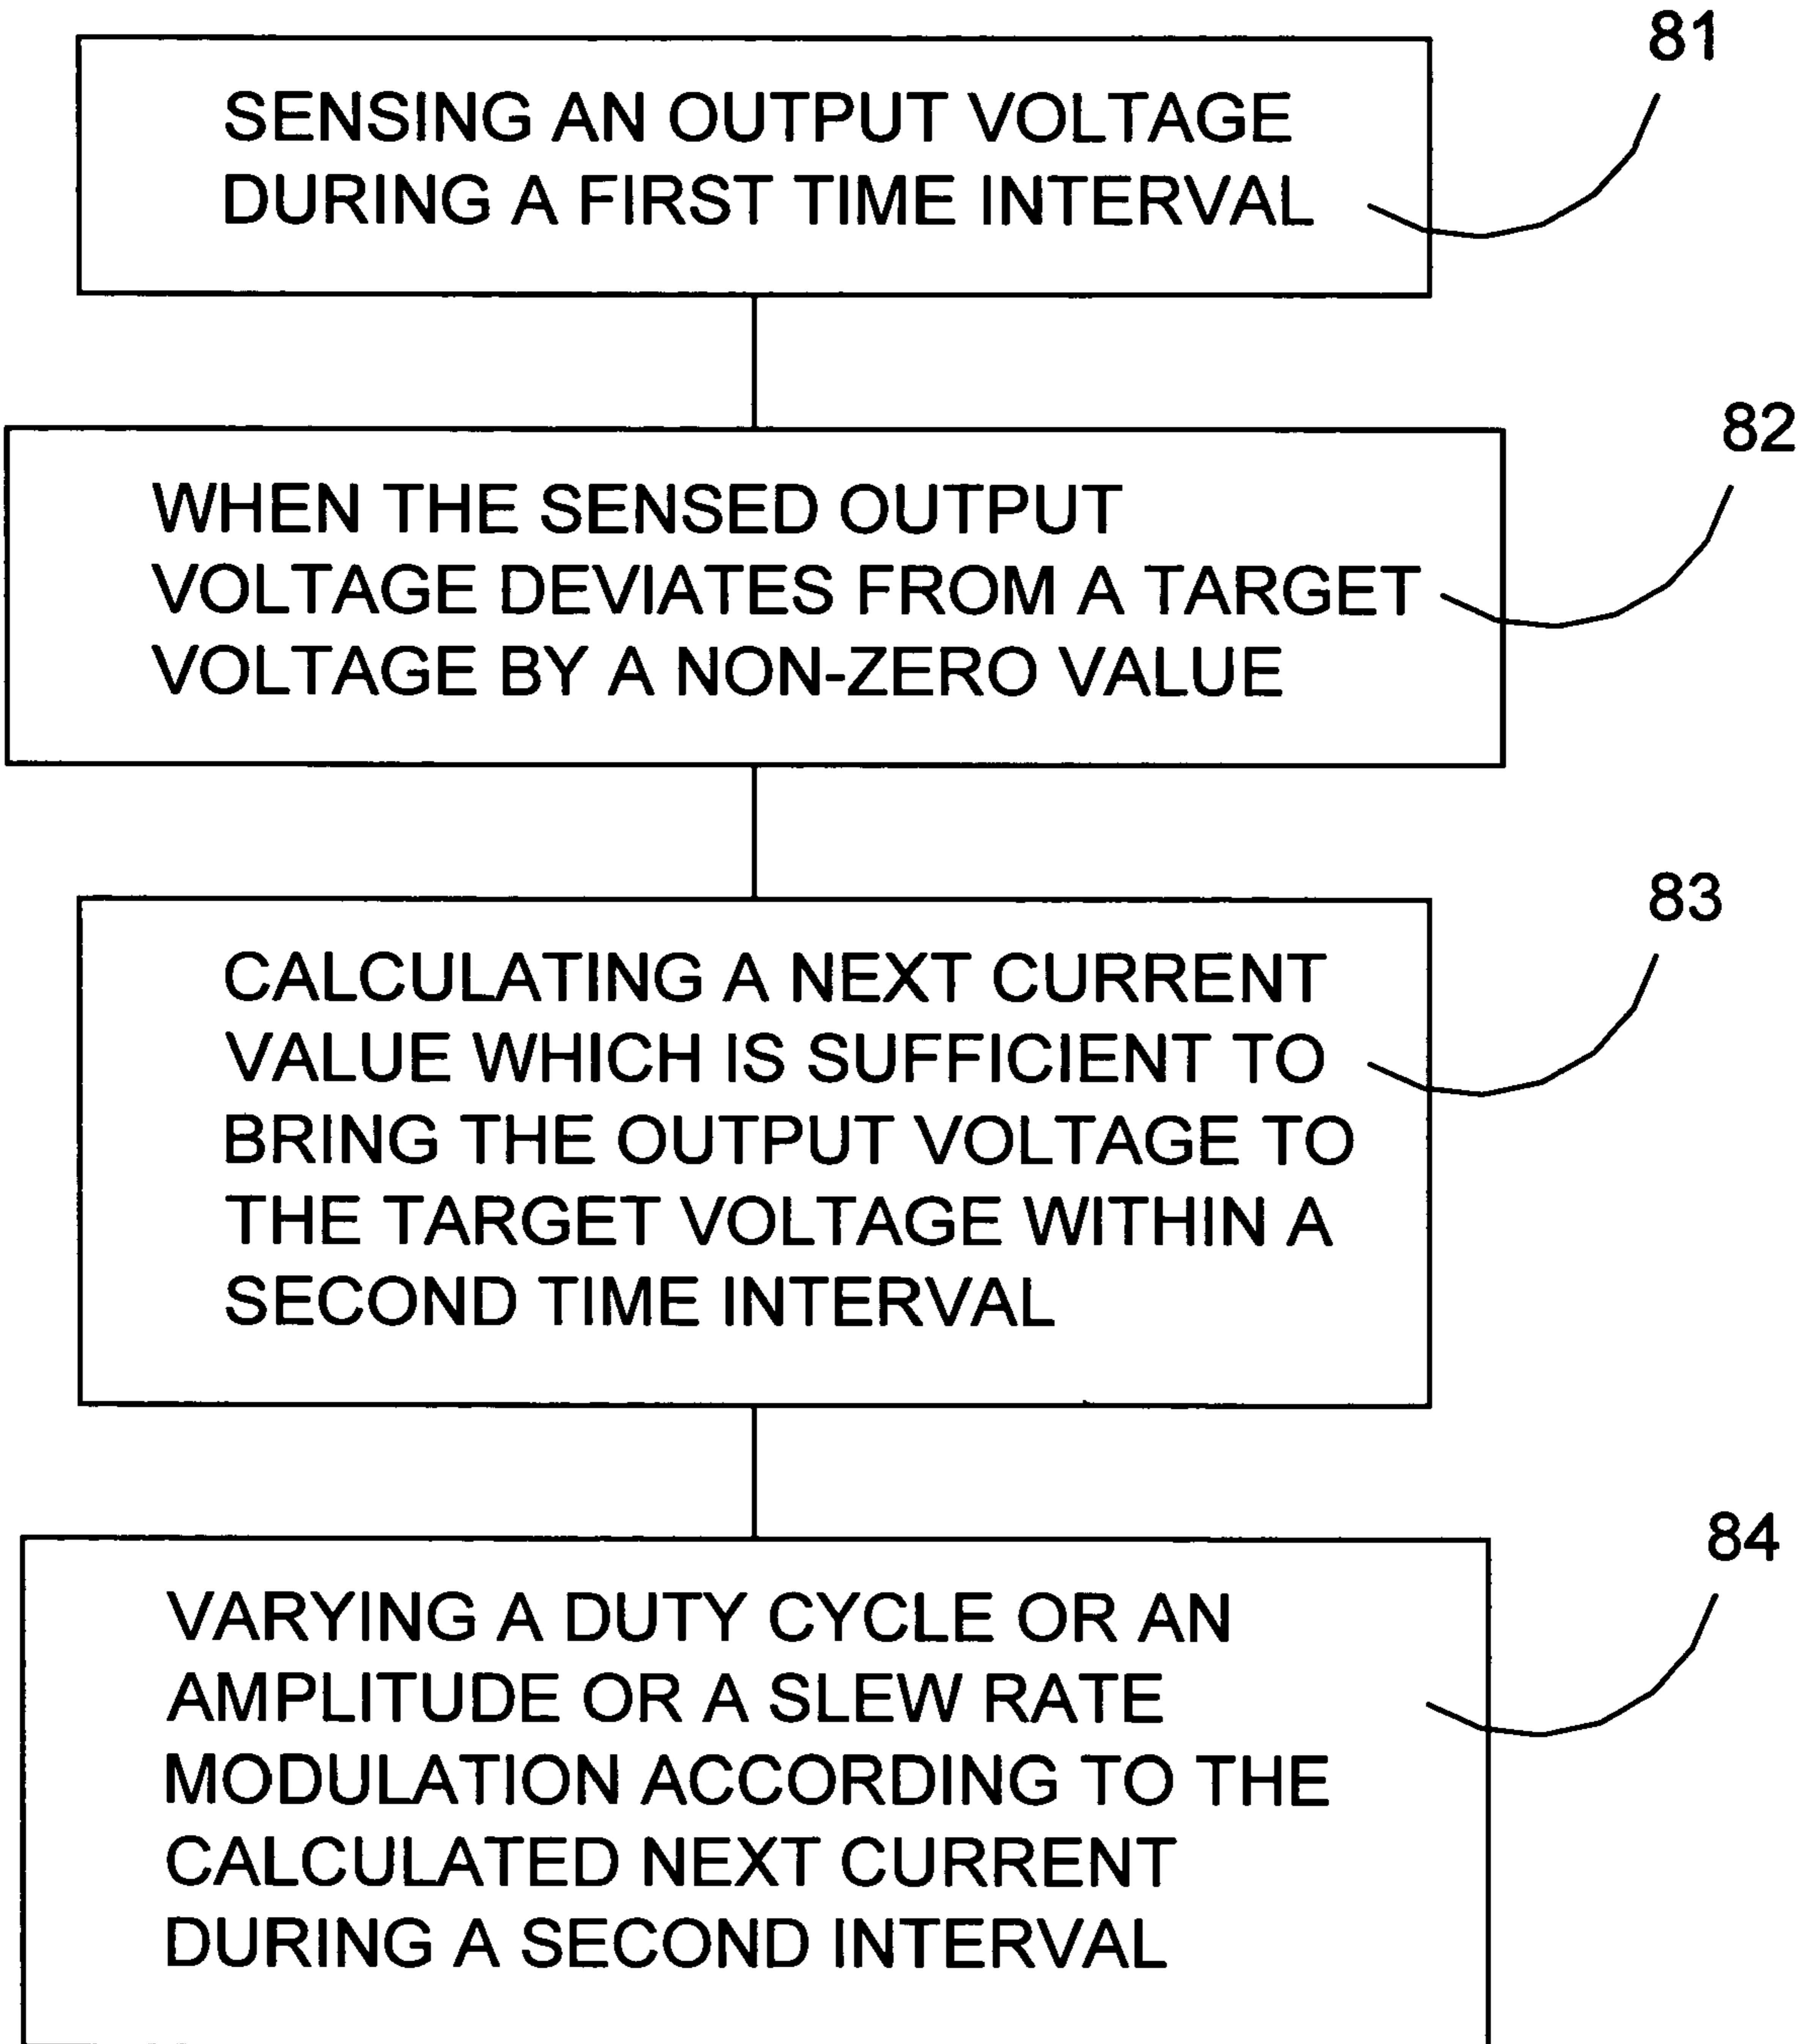 81
SENSING AN OUTPUT VOLTAGE
DURING A FIRST TIME INTERVAL
82
WHEN THE SENSED OUTPUT
VOLTAGE DEVIATES FROM A TARGET
VOLTAGE BY A NON-ZERO VALUE
83
CALCULATING A NEXT CURRENT
VALUE WHICH IS SUFFICIENT TO
BRING THE OUTPUT VOLTAGE TO
THE TARGET VOLTAGE WITHIN A
SECOND TIME INTERVAL
84
VARYING A DUTY CYCLE OR AN
AMPLITUDE OR A SLEW RATE
MODULATION ACCORDING TO THE
CALCULATED NEXT CURRENT
DURING A SECOND INTERVAL